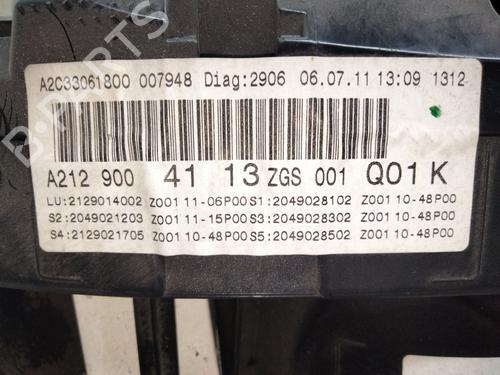 A2C33061800 007948 Diag:2906 06.07.11 13:09 1312
A212 900 41 13 ZGS 001 Q01 K
LU:2129014002 Z001 11-06P00 S1:2049028102 Z001 10-48P00
S2:2049021203 Z001 11-15P00 S3:2049028302 Z001 10-48P00
S4:2129021705 Z001 10-48P00 S5:2049028502 Z001 10-48P00
B-PARTS